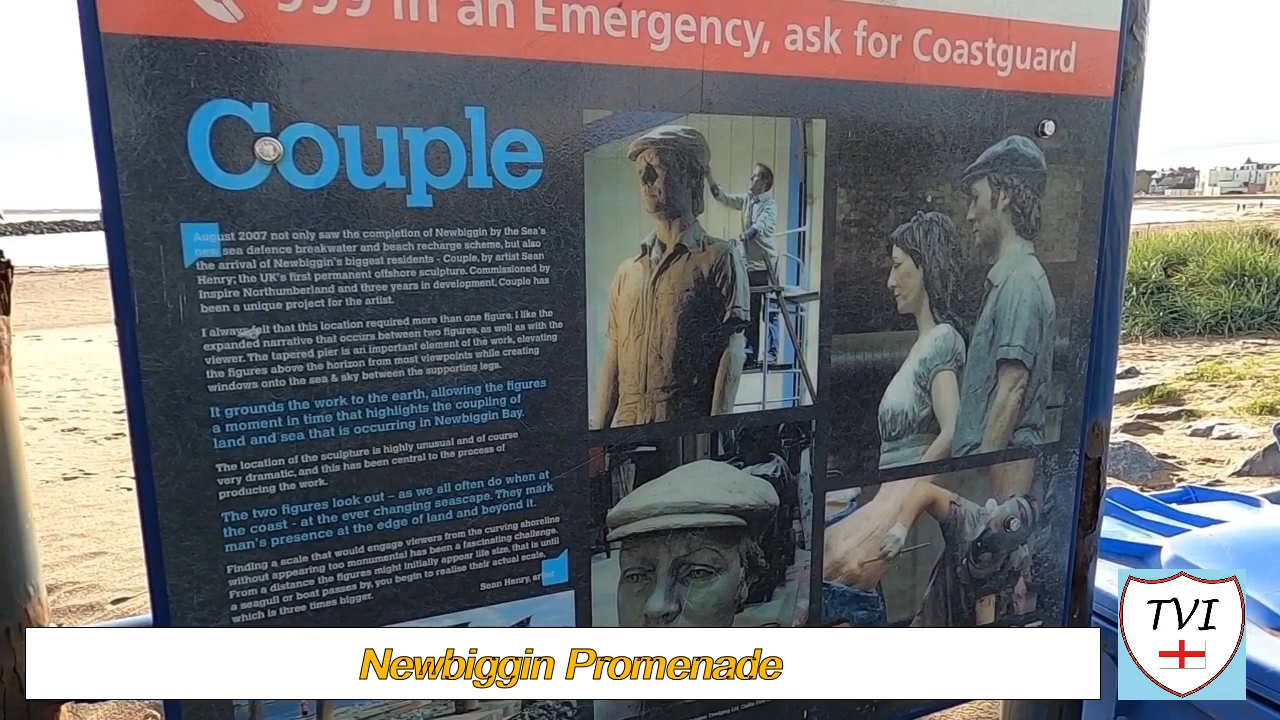 999 in an Emergency, ask for Coastguard
Couple
August 2007 not only saw the completion of Newbiggin by the Sea's
new sea defence breakwater and beach recharge scheme, but also
the arrival of Newbiggin's biggest residents - Couple, by artist Sean
Henry; the UK's first permanent offshore sculpture. Commissioned by
Inspire Northumberland and three years in development, Couple has
been a unique project for the artist.
I always felt that this location required more than one figure. I like the
expanded narrative that occurs between two figures, as well as with the
viewer. The tapered pier is an important element of the work, elevating
the figures above the horizon from most viewpoints while creating
windows onto the sea & sky between the supporting legs.
It grounds the work to the earth, allowing the figures
a moment in time that highlights the coupling of
land and sea that is occurring in Newbiggin Bay.
The location of the sculpture is highly unusual and of course
very dramatic, and this has been central to the process of
producing the work.
The two figures look out – as we all often do when at
the coast - at the ever changing seascape. They mark
man's presence at the edge of land and beyond it.
Finding a scale that would engage viewers from the curving shoreline
without appearing too monumental has been a fascinating challenge.
From a distance the figures might initially appear life size, that is until
a seagull or boat passes by, you begin to realise their actual scale,
which is three times bigger.
Sean Henry, artist
Newbiggin Promenade
TVI